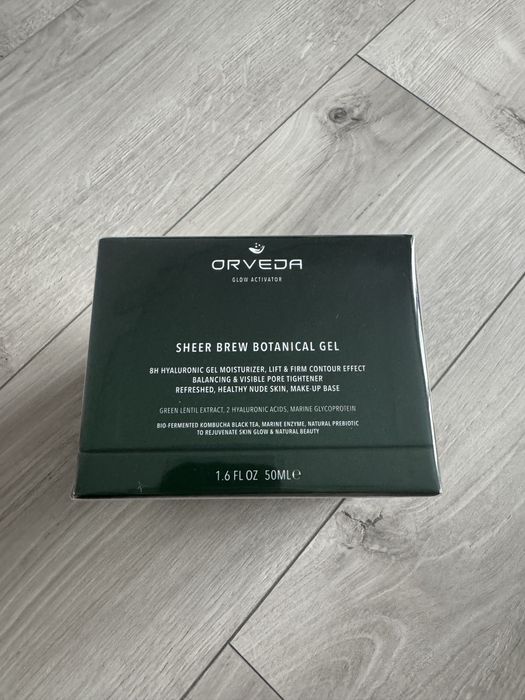 ORVEDA
GLOW ACTIVATOR
SHEER BREW BOTANICAL GEL
8H HYALURONIC GEL MOISTURIZER, LIFT & FIRM CONTOUR EFFECT
BALANCING & VISIBLE PORE TIGHTENER
REFRESHED, HEALTHY NUDE SKIN, MAKE-UP BASE
GREEN LENTIL EXTRACT, 2 HYALURONIC ACIDS, MARINE GLYCOPROTEIN
BIO-FERMENTED KOMBUCHA BLACK TEA, MARINE ENZYME, NATURAL PREBIOTIC
TO REJUVENATE SKIN GLOW & NATURAL BEAUTY
1.6 FL OZ 50ML℮